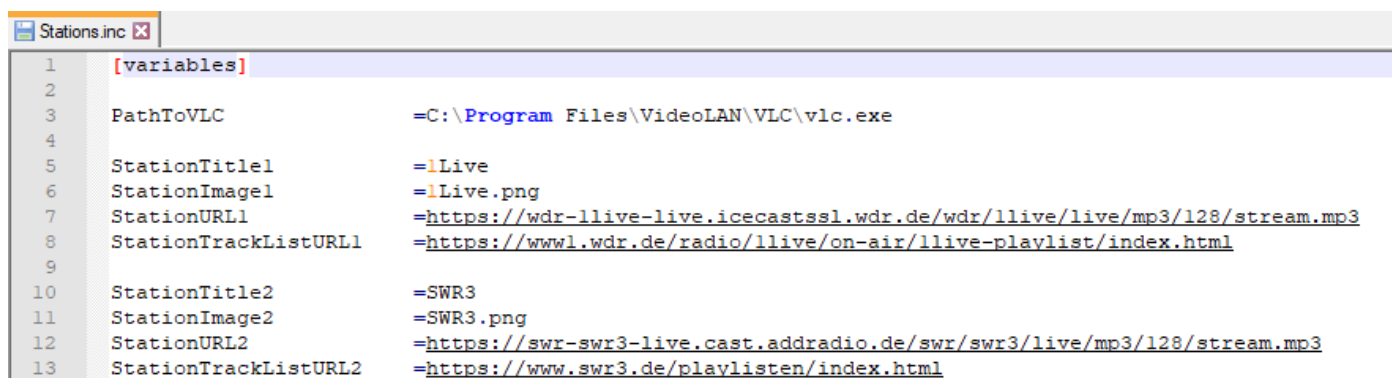 Stations.inc
1 [variables]
2
3 PathToVLC =C:\Program Files\VideoLAN\VLC\vlc.exe
4
5 StationTitle1 =1Live
6 StationImage1 =1Live.png
7 StationURL1 =https://wdr-1live-live.icecastssl.wdr.de/wdr/1live/live/mp3/128/stream.mp3
8 StationTrackListURL1 =https://www1.wdr.de/radio/1live/on-air/1live-playlist/index.html
9
10 StationTitle2 =SWR3
11 StationImage2 =SWR3.png
12 StationURL2 =https://swr-swr3-live.cast.addradio.de/swr/swr3/live/mp3/128/stream.mp3
13 StationTrackListURL2 =https://www.swr3.de/playlisten/index.html